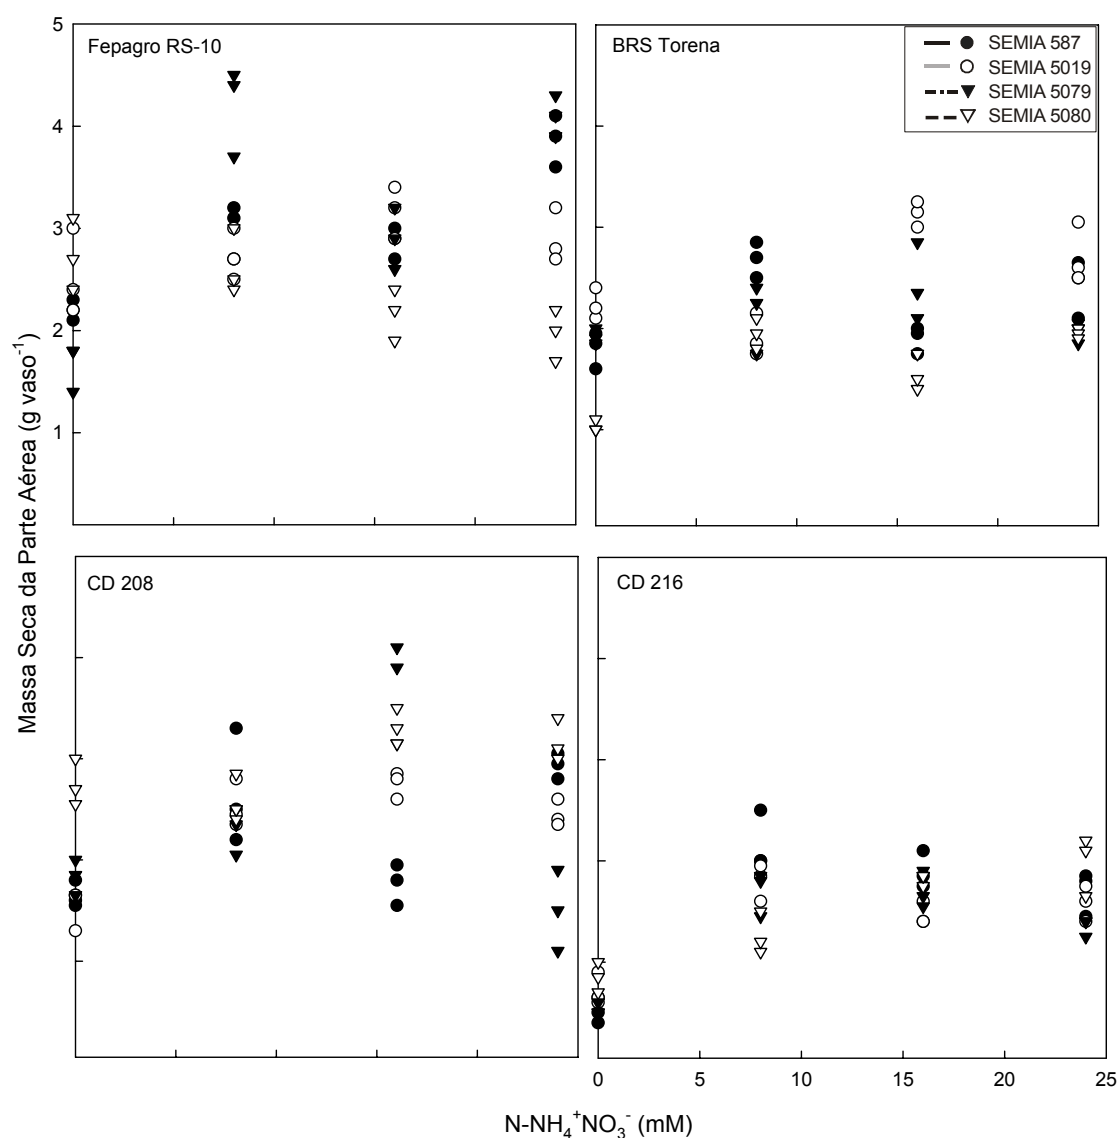 5
Fepagro RS-10
BRS Torena
SEMIA 587
SEMIA 5019
SEMIA 5079
SEMIA 5080
4
3
2
1
Massa Seca da Parte Aérea (g vaso⁻¹)
CD 208
CD 216
0 5 10 15 20 25
N-NH₄⁺NO₃⁻ (mM)